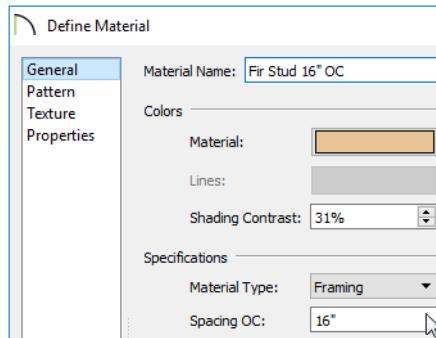 Define Material
General
Pattern
Texture
Properties
Material Name: Fir Stud 16" OC
Colors
Material:
Lines:
Shading Contrast: 31%
Specifications
Material Type: Framing
Spacing OC: 16"